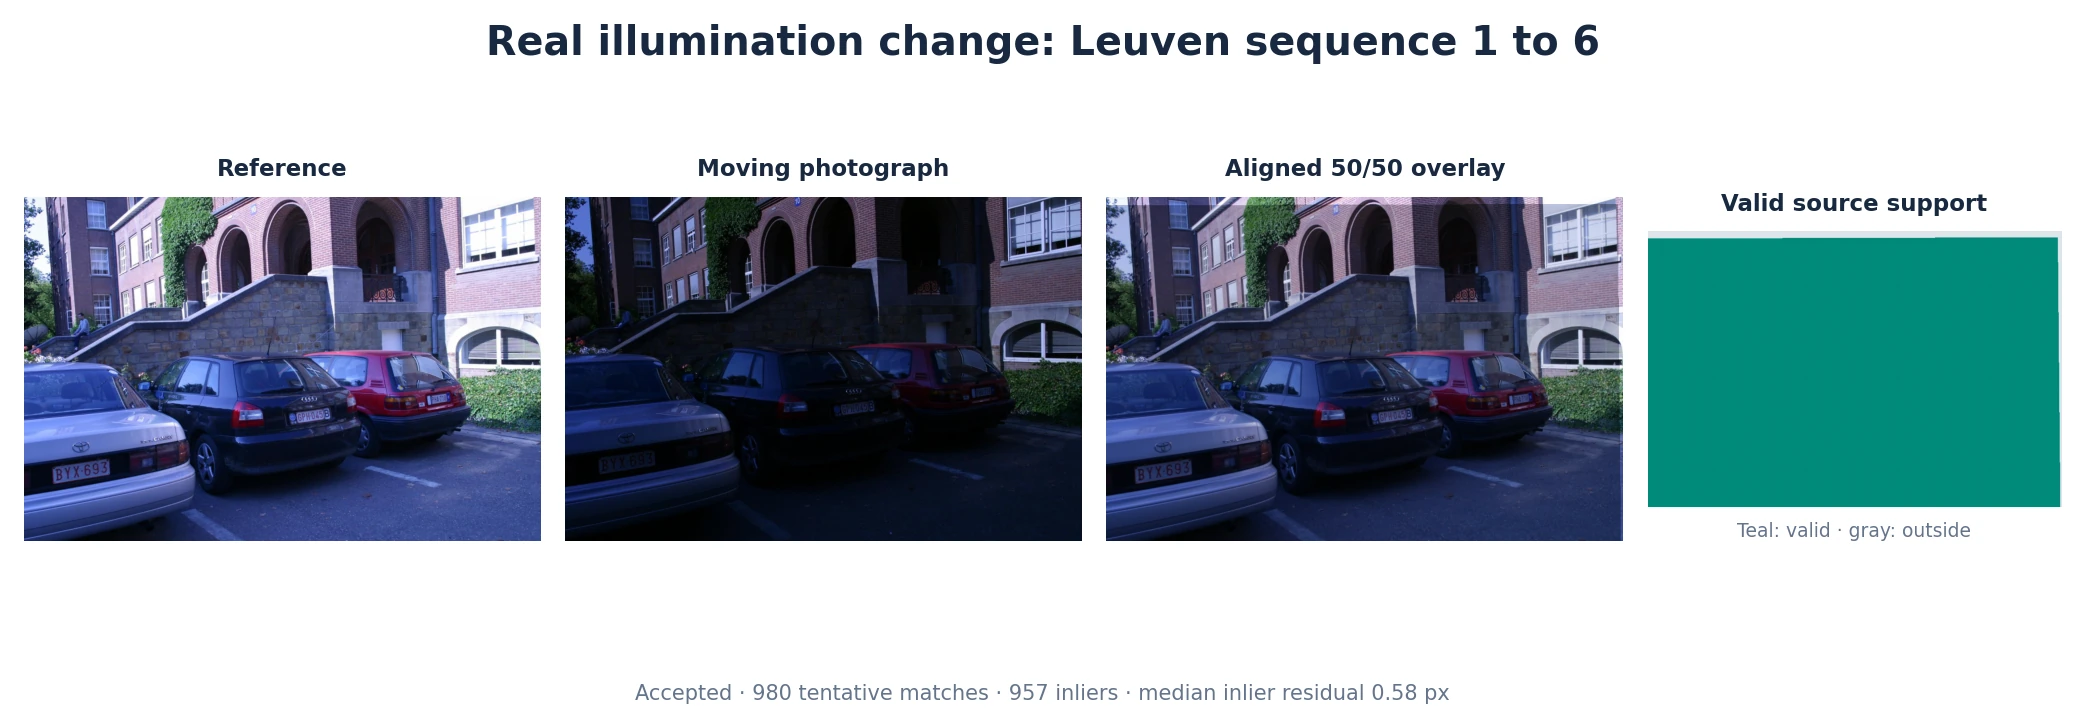 Real illumination change: Leuven sequence 1 to 6
Reference
Moving photograph
Aligned 50/50 overlay
Valid source support
BYX·693
BYX·693
BYX·693
Teal: valid · gray: outside
Accepted · 980 tentative matches · 957 inliers · median inlier residual 0.58 px